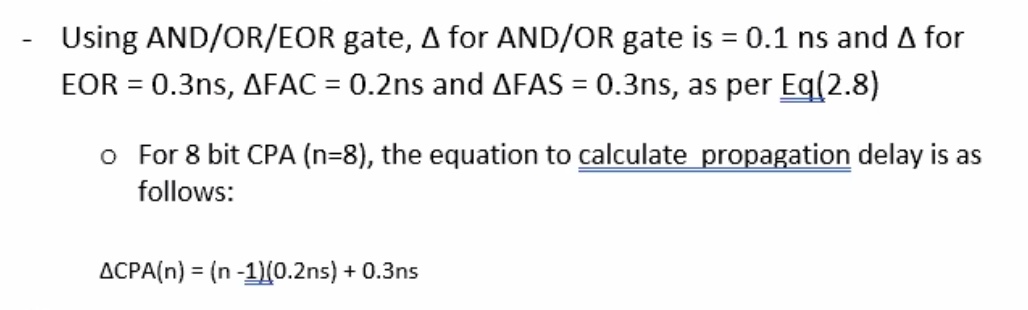 - Using AND/OR/EOR gate, Δ for AND/OR gate is = 0.1 ns and Δ for
EOR = 0.3ns, ΔFAC = 0.2ns and ΔFAS = 0.3ns, as per Eq(2.8)
o For 8 bit CPA (n=8), the equation to calculate propagation delay is as
follows:
ΔCPA(n) = (n -1)(0.2ns) + 0.3ns